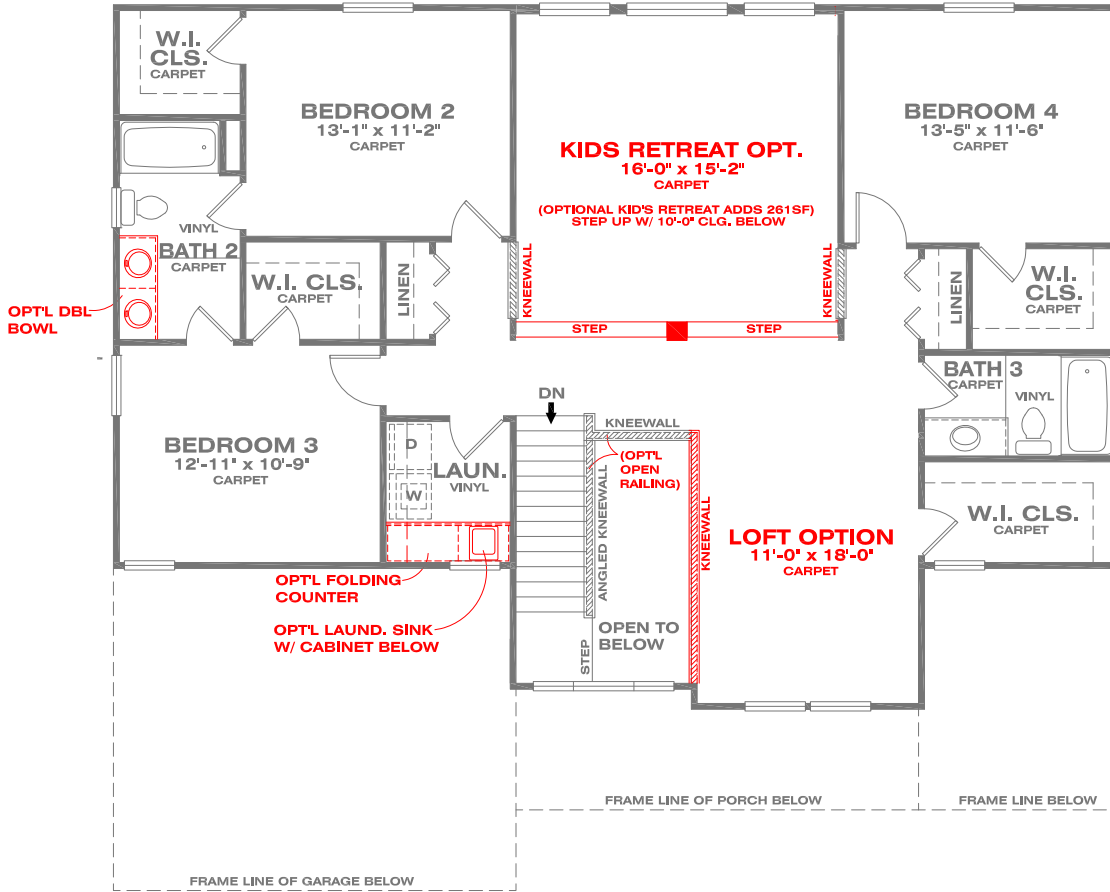 W.I.
CLS.
CARPET
BEDROOM 2
13'-1" x 11'-2"
CARPET
KIDS RETREAT OPT.
16'-0" x 15'-2"
CARPET
(OPTIONAL KID'S RETREAT ADDS 261SF)
STEP UP W/ 10'-0" CLG. BELOW
BEDROOM 4
13'-5" x 11'-6"
CARPET
VINYL
BATH 2
CARPET
OPT'L DBL
BOWL
W.I. CLS.
CARPET
LINEN
KNEEWALL
KNEEWALL
STEP
STEP
LINEN
W.I.
CLS.
CARPET
BATH 3
CARPET
VINYL
DN
BEDROOM 3
12'-11" x 10'-9"
CARPET
D
W
LAUN.
VINYL
KNEEWALL
(OPT'L
OPEN
RAILING)
ANGLED KNEEWALL
KNEEWALL
LOFT OPTION
11'-0" x 18'-0"
CARPET
W.I. CLS.
CARPET
OPT'L FOLDING
COUNTER
OPT'L LAUND. SINK
W/ CABINET BELOW
OPEN TO
BELOW
STEP
FRAME LINE OF PORCH BELOW
FRAME LINE BELOW
FRAME LINE OF GARAGE BELOW